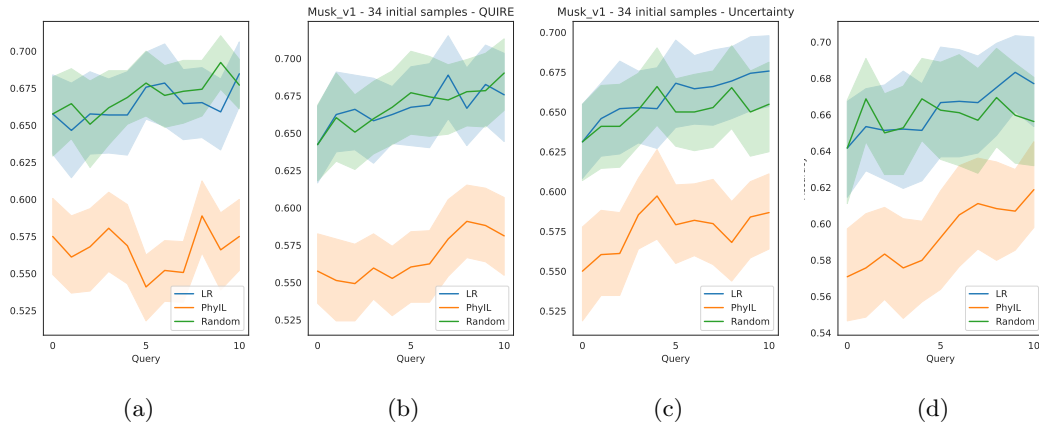 Musk_v1 - 34 initial samples - QUIRE
Musk_v1 - 34 initial samples - Uncertainty
0.700
0.675
0.650
0.625
0.600
0.575
0.550
0.525
0
5
10
Query
LR
PhyIL
Random
0.700
0.675
0.650
0.625
0.600
0.575
0.550
0.525
0
5
10
Query
LR
PhyIL
Random
0.700
0.675
0.650
0.625
0.600
0.575
0.550
0.525
0
5
10
Query
LR
PhyIL
Random
0.70
0.68
0.66
0.64
0.62
0.60
0.58
0.56
0.54
0
5
10
Query
LR
PhyIL
Random
(a)
(b)
(c)
(d)